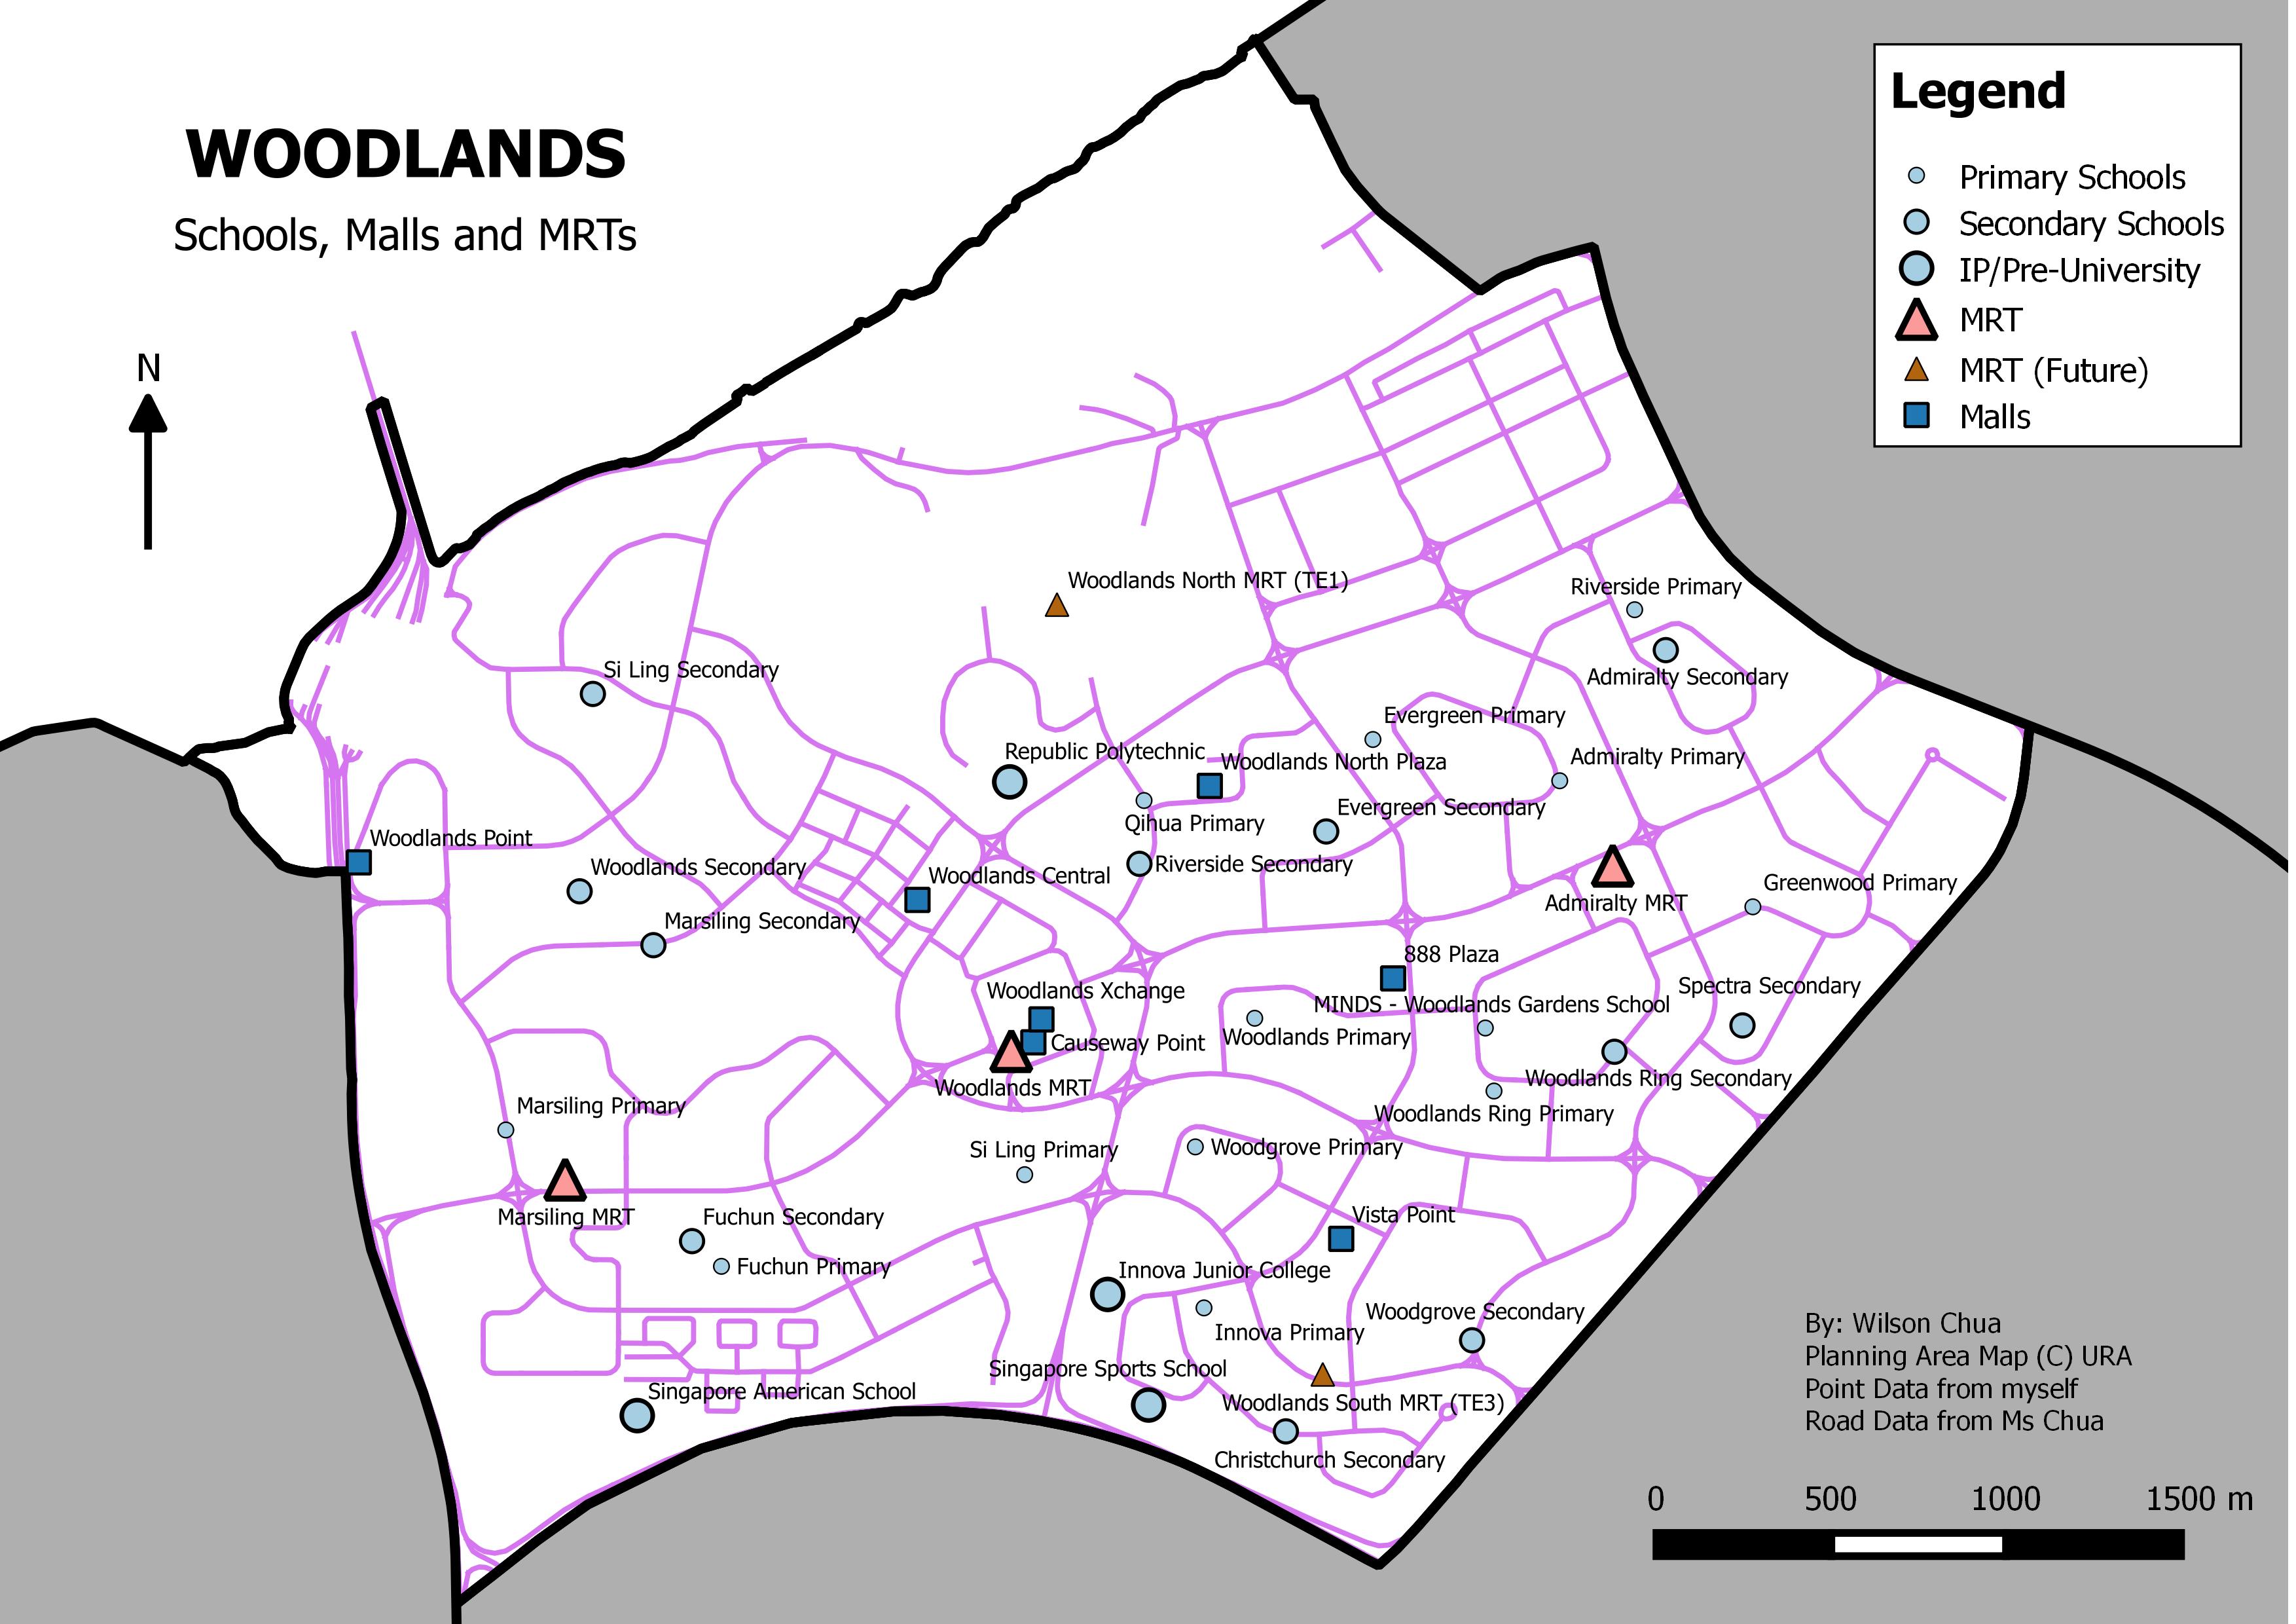 WOODLANDS
Schools, Malls and MRTs
N
Legend
Primary Schools
Secondary Schools
IP/Pre-University
MRT
MRT (Future)
Malls
Woodlands North MRT (TE1)
Riverside Primary
Si Ling Secondary
Admiralty Secondary
Evergreen Primary
Republic Polytechnic
Woodlands North Plaza
Admiralty Primary
Evergreen Secondary
Qihua Primary
Woodlands Point
Woodlands Secondary
Riverside Secondary
Woodlands Central
Greenwood Primary
Admiralty MRT
Marsiling Secondary
888 Plaza
Woodlands Xchange
Spectra Secondary
MINDS - Woodlands Gardens School
Woodlands Primary
Causeway Point
Woodlands MRT
Woodlands Ring Secondary
Marsiling Primary
Woodlands Ring Primary
Si Ling Primary
Woodgrove Primary
Marsiling MRT
Fuchun Secondary
Vista Point
Fuchun Primary
Innova Junior College
Woodgrove Secondary
Innova Primary
Singapore Sports School
Singapore American School
Woodlands South MRT (TE3)
Christchurch Secondary
By: Wilson Chua
Planning Area Map (C) URA
Point Data from myself
Road Data from Ms Chua
0 500 1000 1500 m